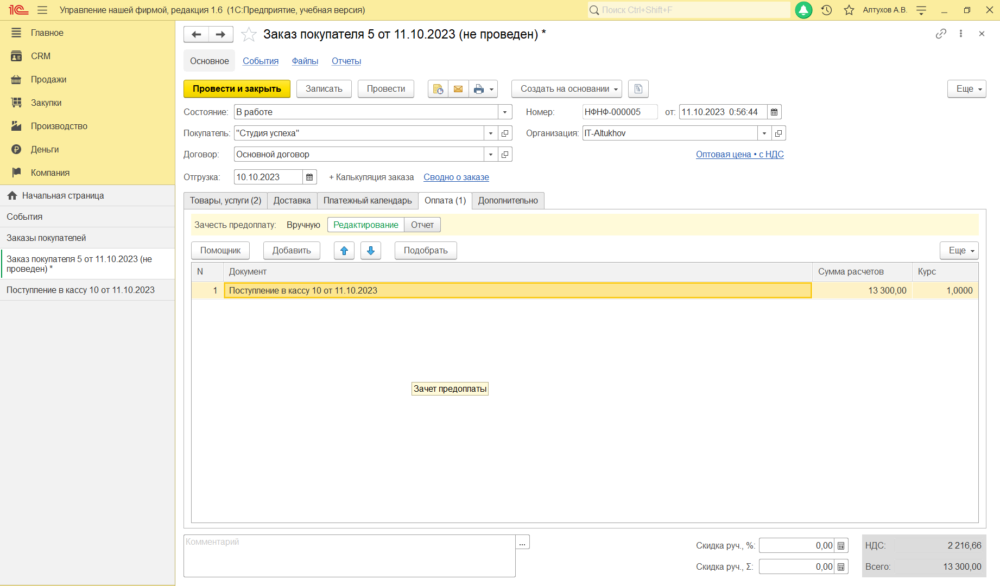 1С Управление нашей фирмой, редакция 1.6 (1С:Предприятие, учебная версия) Поиск Ctrl+Shift+F Алтухов А.В.
Главное
CRM
Продажи
Закупки
Производство
Деньги
Компания
Начальная страница
События
Заказы покупателей
Заказ покупателя 5 от 11.10.2023 (не
проведен) *
Поступление в кассу 10 от 11.10.2023
Заказ покупателя 5 от 11.10.2023 (не проведен) *
Основное События Файлы Отчеты
Провести и закрыть Записать Провести Создать на основании Еще
Состояние: В работе Номер: НФНФ-000005 от: 11.10.2023 0:56:44
Покупатель: "Студия успеха" Организация: IT-Altukhov
Договор: Основной договор Оптовая цена • с НДС
Отгрузка: 10.10.2023 + Калькуляция заказа Сводно о заказе
Товары, услуги (2) Доставка Платежный календарь Оплата (1) Дополнительно
Зачесть предоплату: Вручную Редактирование Отчет
Помощник Добавить Подобрать Еще
N Документ Сумма расчетов Курс
1 Поступление в кассу 10 от 11.10.2023 13 300,00 1,0000
Зачет предоплаты
Комментарий ...
Скидка руч., %: 0,00 НДС: 2 216,66
Скидка руч., Σ: 0,00 Всего: 13 300,00